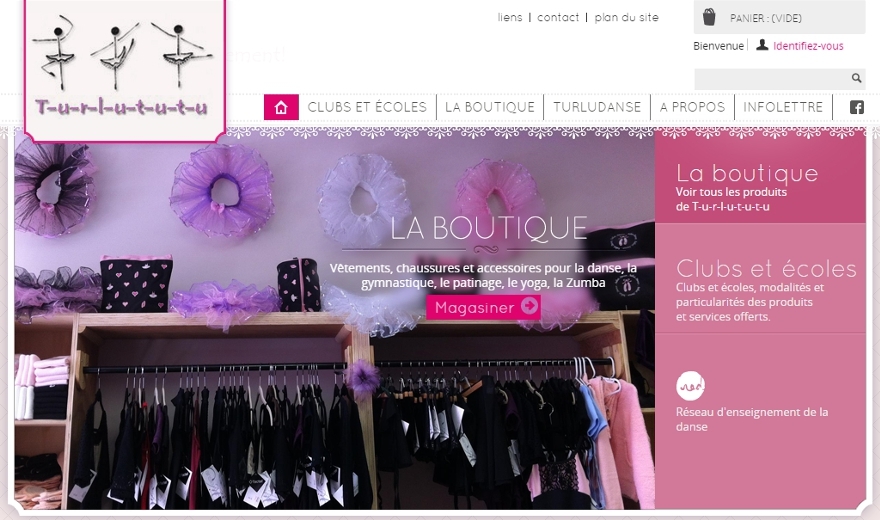 liens | contact | plan du site
PANIER : (VIDE)
Bienvenue | Identifiez-vous
T-u-r-l-u-t-u-t-u
CLUBS ET ÉCOLES | LA BOUTIQUE | TURLUDANSE | A PROPOS | INFOLETTRE
LA BOUTIQUE
Vêtements, chaussures et accessoires pour la danse, la
gymnastique, le patinage, le yoga, la Zumba
Magasiner
La boutique
Voir tous les produits
de T-u-r-l-u-t-u-t-u
Clubs et écoles
Clubs et écoles, modalités et
particularités des produits
et services offerts.
Réseau d'enseignement de la
danse